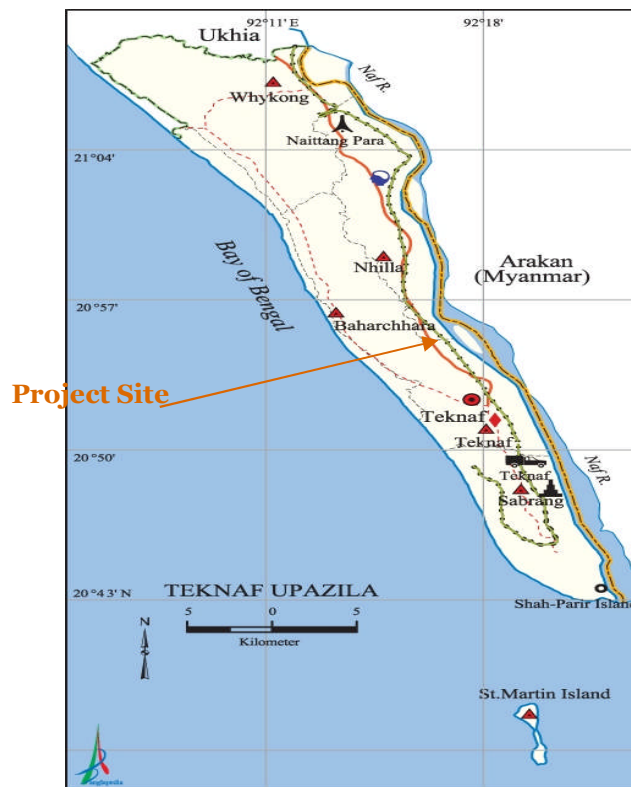 92°11´E
92°18´
Ukhia
Naf R.
Whykong
Naittang Para
21°04´
Arakan
(Myanmar)
Nhilla
Bay of Bengal
20°57´
Baharchhara
Project Site
Teknaf
Teknaf
20°50´
Naf R.
Teknaf
Sabrang
TEKNAF UPAZILA
20°43´ N
Shah-Parir Island
5 0 5
Kilometer
N
St.Martin Island